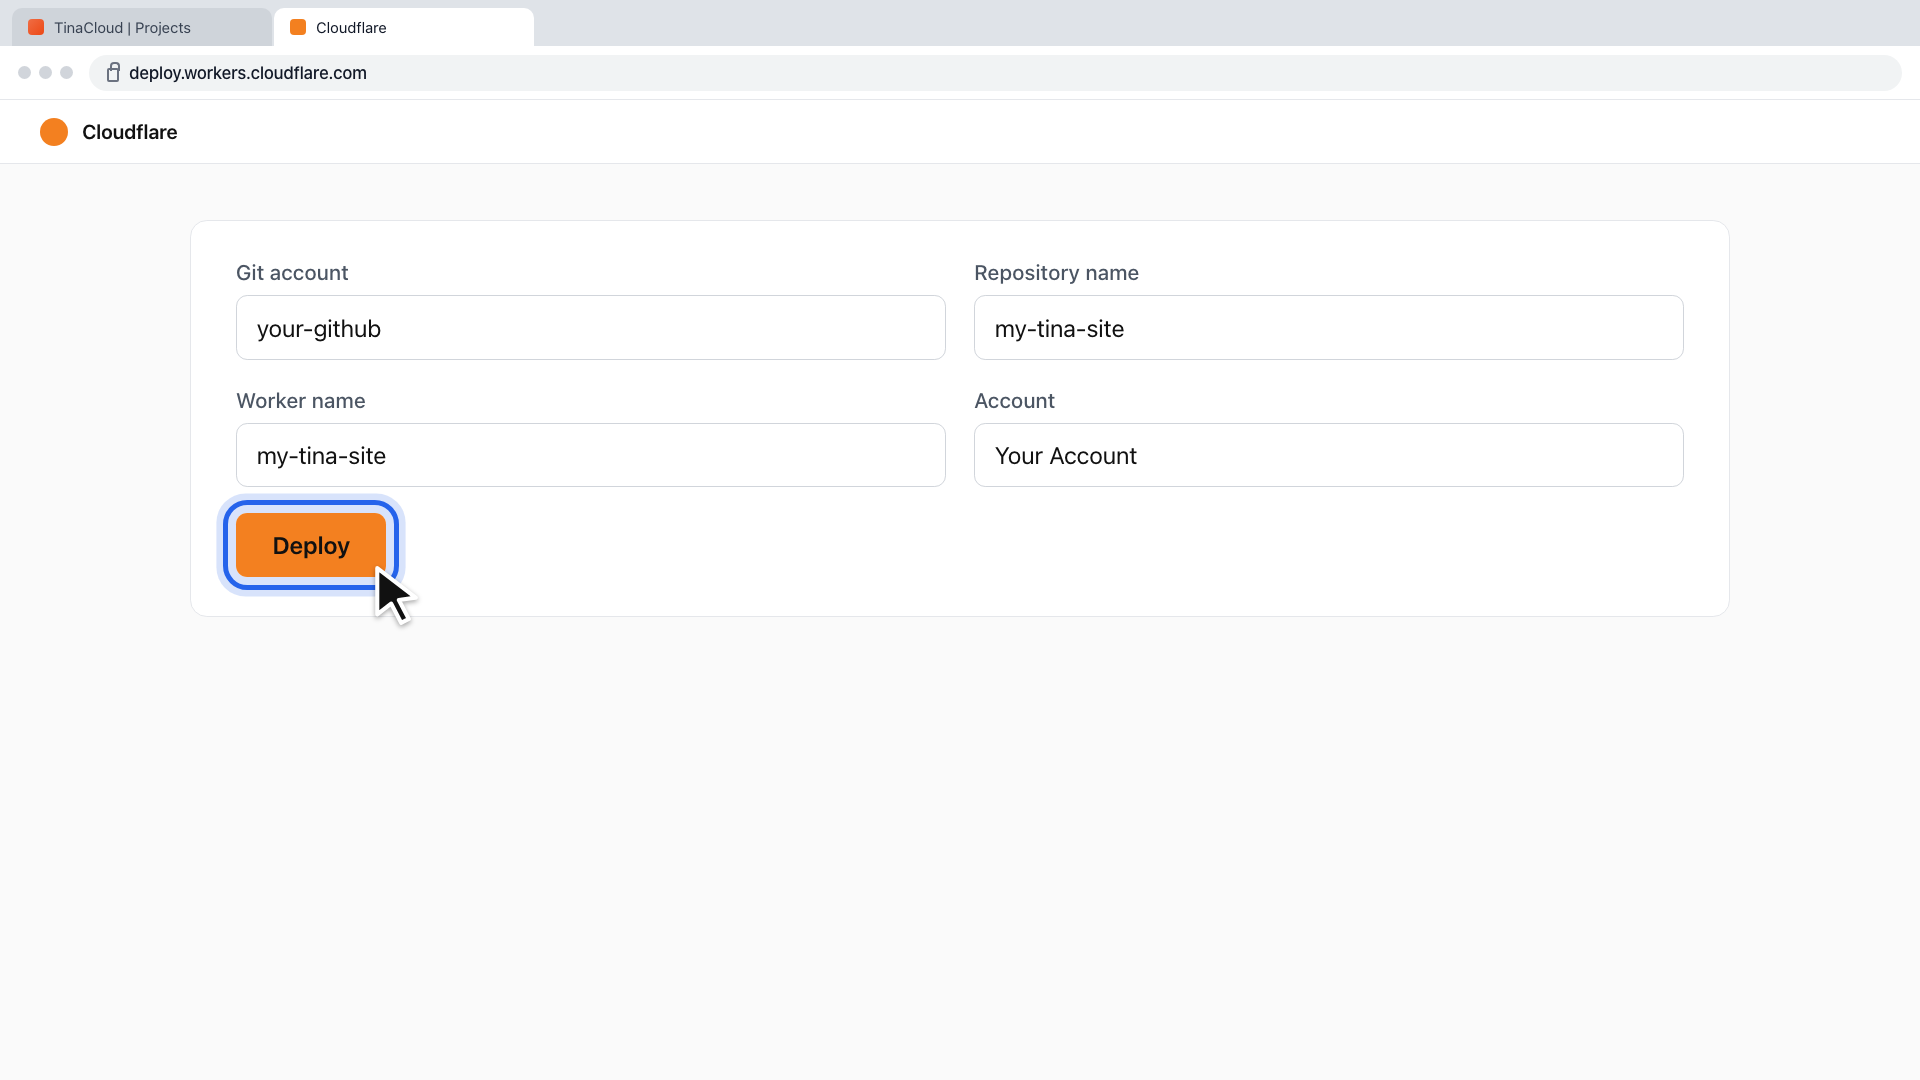 TinaCloud | Projects
Cloudflare
deploy.workers.cloudflare.com
Cloudflare
Git account
Repository name
your-github
my-tina-site
Worker name
Account
my-tina-site
Your Account
Deploy